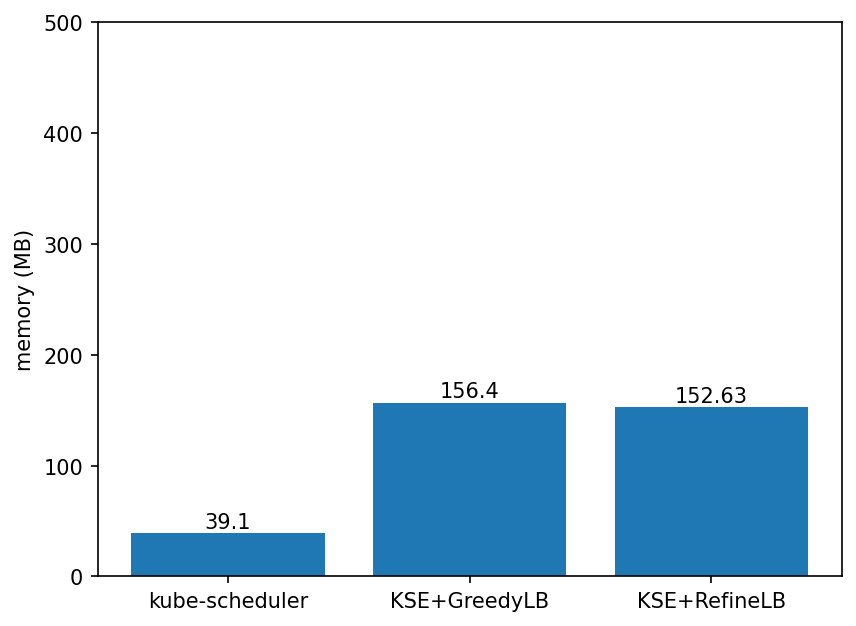 500
400
300
200
100
0
memory (MB)
39.1
156.4
152.63
kube-scheduler
KSE+GreedyLB
KSE+RefineLB